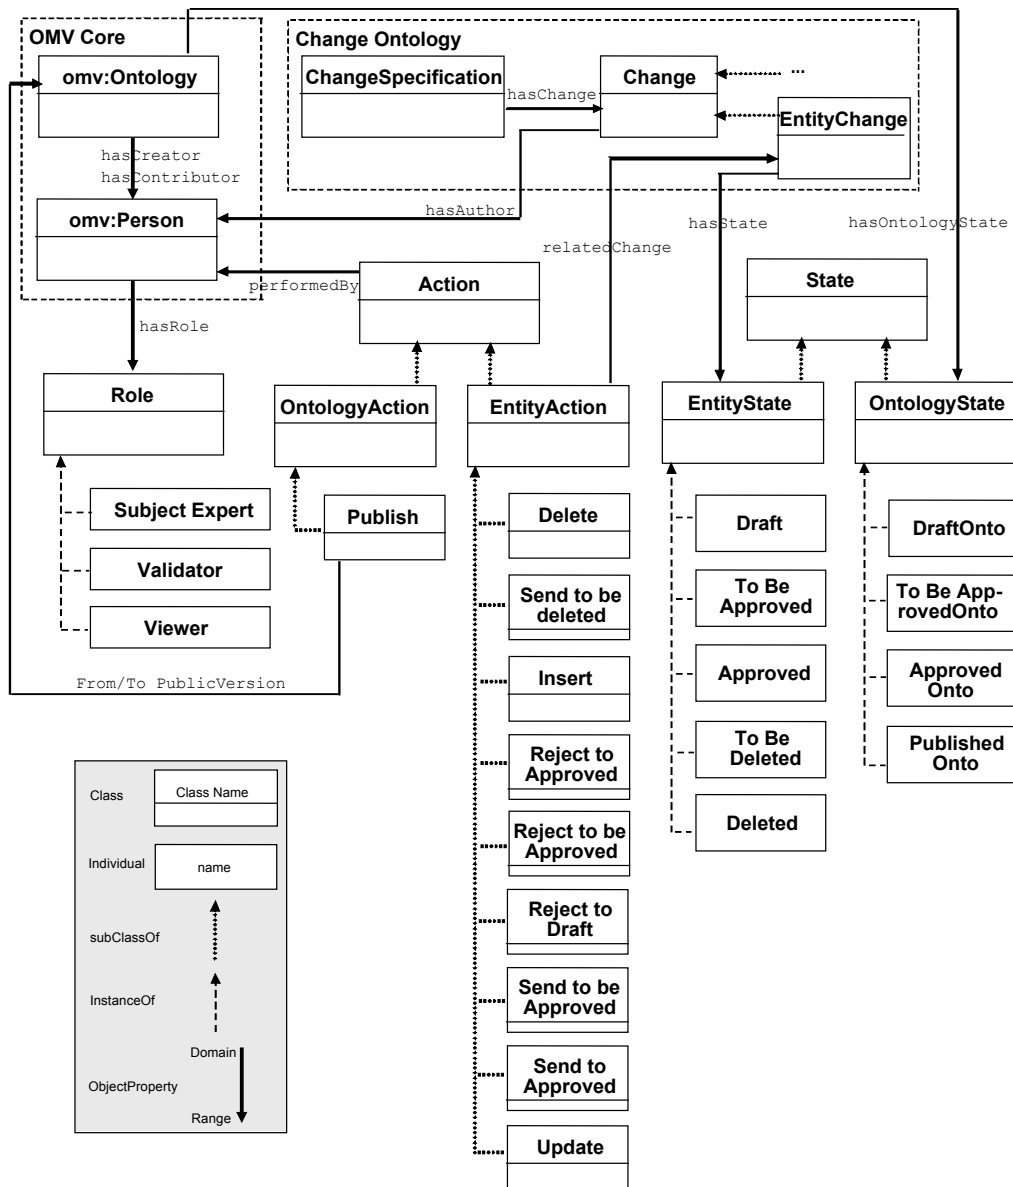 OMV Core
omv:Ontology
hasCreator
hasContributor
omv:Person
hasRole
Change Ontology
ChangeSpecification
hasChange
Change
...
EntityChange
hasAuthor
relatedChange
hasState
hasOntologyState
performedBy
Action
State
Role
Subject Expert
Validator
Viewer
From/To PublicVersion
OntologyAction
Publish
EntityAction
Delete
Send to be
deleted
Insert
Reject to
Approved
Reject to be
Approved
Reject to
Draft
Send to be
Approved
Send to
Approved
Update
EntityState
Draft
To Be
Approved
Approved
To Be
Deleted
Deleted
OntologyState
DraftOnto
To Be App-
rovedOnto
Approved
Onto
Published
Onto
Class
Class Name
Individual
name
subClassOf
InstanceOf
Domain
ObjectProperty
Range